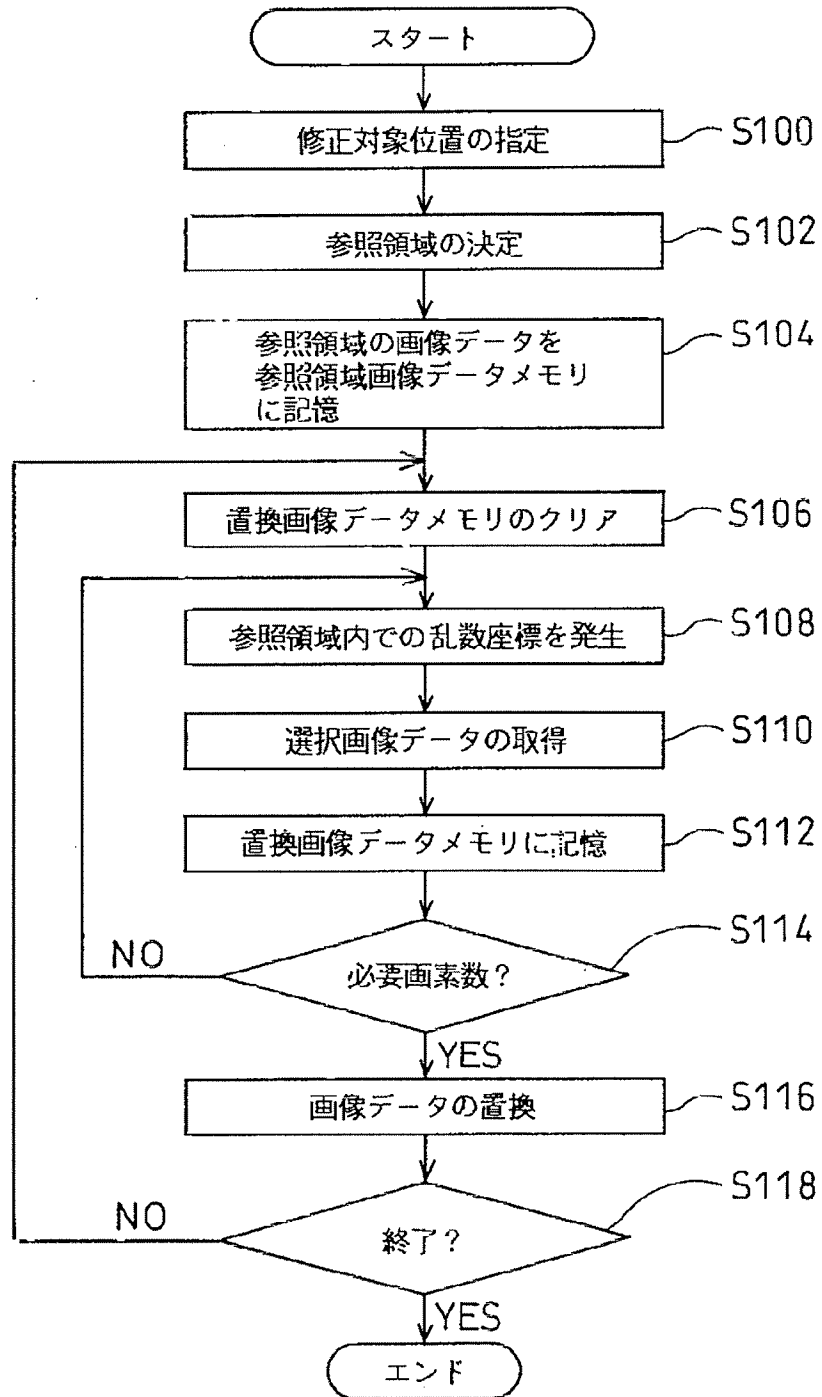 スタート
修正対象位置の指定
S100
参照領域の決定
S102
参照領域の画像データを
参照領域画像データメモリ
に記憶
S104
置換画像データメモリのクリア
S106
参照領域内での乱数座標を発生
S108
選択画像データの取得
S110
置換画像データメモリに記憶
S112
必要画素数?
S114
NO
YES
画像データの置換
S116
終了?
S118
NO
YES
エンド